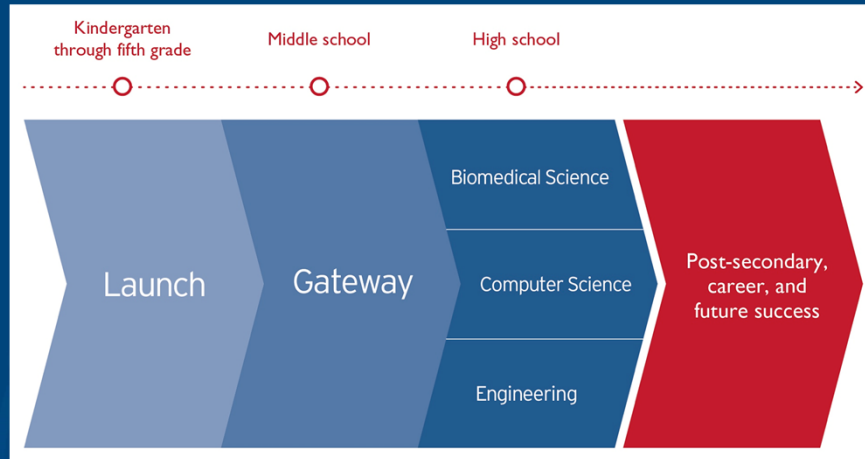 Kindergarten
through fifth grade
Middle school
High school
Launch
Gateway
Biomedical Science
Computer Science
Engineering
Post-secondary,
career, and
future success